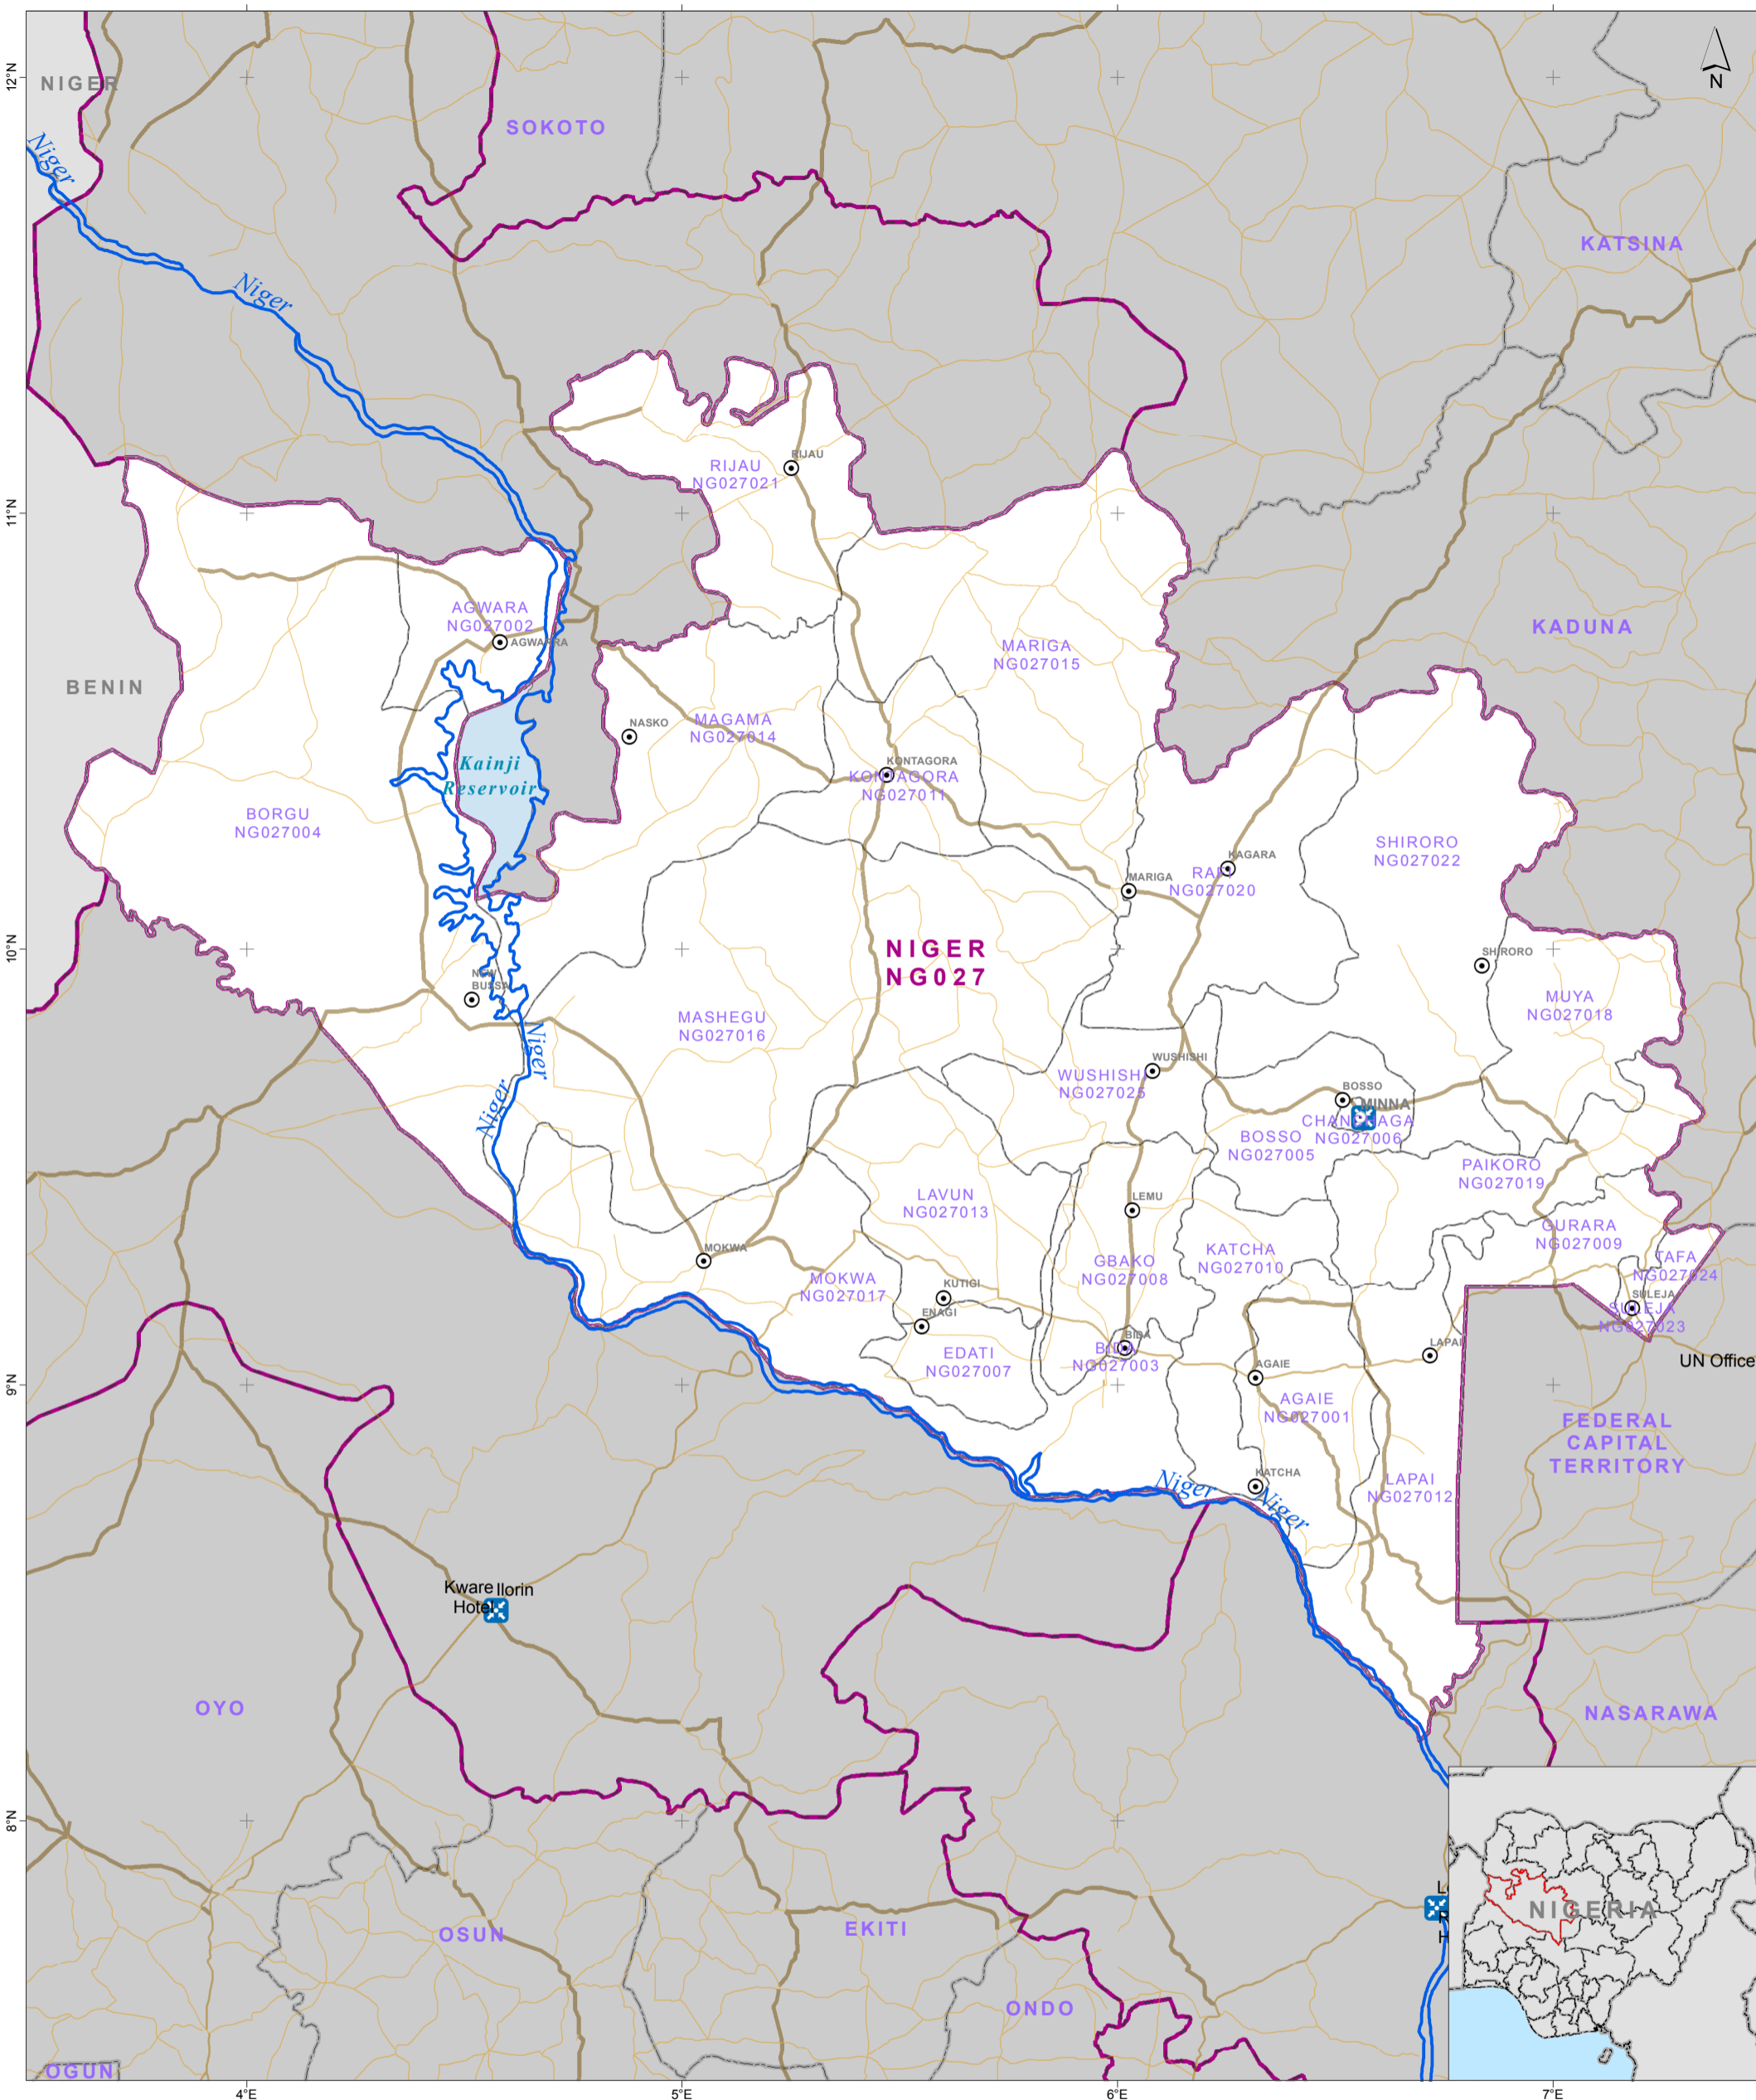 12°N
NIGER
SOKOTO
N
Niger
KATSINA
Niger
11°N
RIJAU
RIJAU
NG027021
AGWARA
NG027002
AGWARRA
KADUNA
MARIGA
NG027015
BENIN
NASKO
MAGAMA
NG027014
Kainji
Reservoir
KONTAGORA
KONTAGORA
NG027011
BORGU
NG027004
SHIRORO
NG027022
KAGARA
MARIGA
RAFI
NG027020
10°N
NIGER
NG027
SHIRORO
NEW
BUSSA
MUYA
NG027018
MASHEGU
NG027016
Niger
Niger
WUSHISHI
WUSHISHI
NG027025
BOSSO
MINNA
CHANCHAGA
NG027006
BOSSO
NG027005
PAIKORO
NG027019
LAVUN
NG027013
LEMU
GURARA
NG027009
KATCHA
NG027010
GBAKO
NG027008
TAFA
NG027024
MOKWA
MOKWA
NG027017
KUTIGI
ENAGI
SULEJA
SULEJA
NG027023
EDATI
NG027007
BIDA
BIDA
NG027003
LAPAI
UN Office
9°N
AGAIE
AGAIE
NG027001
FEDERAL
CAPITAL
TERRITORY
KATCHA
LAPAI
NG027012
Niger
Niger
Kware
Hotel
Ilorin
OYO
NASARAWA
8°N
NIGERIA
OSUN
EKITI
ONDO
OGUN
4°E
5°E
6°E
7°E